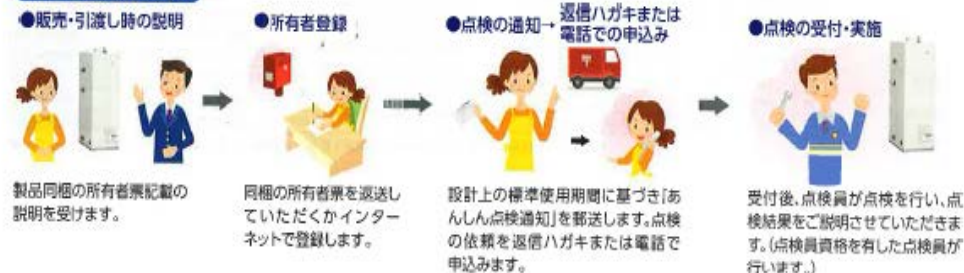 ●販売・引渡し時の説明
製品同梱の所有者票記載の
説明を受けます。
●所有者登録
同梱の所有者票を返送し
ていただくかインター
ネットで登録します。
●点検の通知→返信ハガキまたは
電話での申込み
設計上の標準使用期間に基づき「あ
んしん点検通知」を郵送します。点検
の依頼を返信ハガキまたは電話で
申込みます。
●点検の受付・実施
受付後、点検員が点検を行い、点
検結果をご説明させていただきま
す。(点検員資格を有した点検員が
行います。)